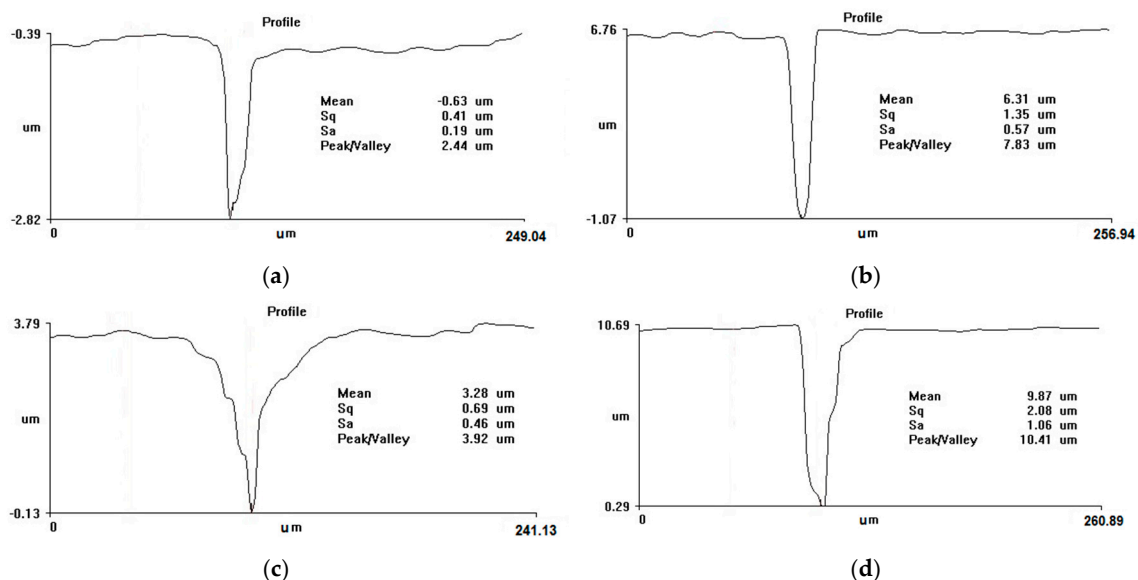 Profile
-0.39
um
-2.82
Mean -0.63 um
Sq 0.41 um
Sa 0.19 um
Peak/Valley 2.44 um
0 um 249.04
(a)
Profile
6.76
um
-1.07
Mean 6.31 um
Sq 1.35 um
Sa 0.57 um
Peak/Valley 7.83 um
0 um 256.94
(b)
Profile
3.79
um
-0.13
Mean 3.28 um
Sq 0.69 um
Sa 0.46 um
Peak/Valley 3.92 um
0 um 241.13
(c)
Profile
10.69
um
0.29
Mean 9.87 um
Sq 2.08 um
Sa 1.06 um
Peak/Valley 10.41 um
0 um 260.89
(d)